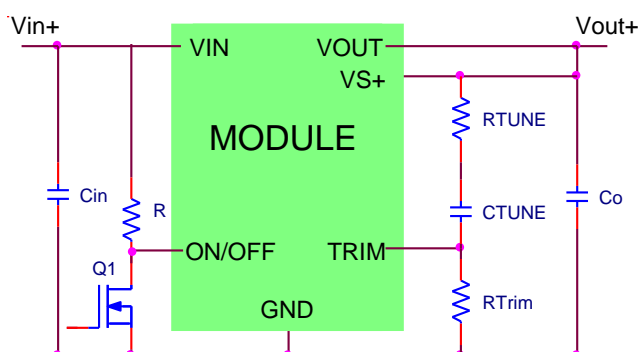 Vin+
Vout+
VIN
VOUT
VS+
RTUNE
MODULE
Cin
R
CTUNE
Co
ON/OFF
TRIM
Q1
RTrim
GND